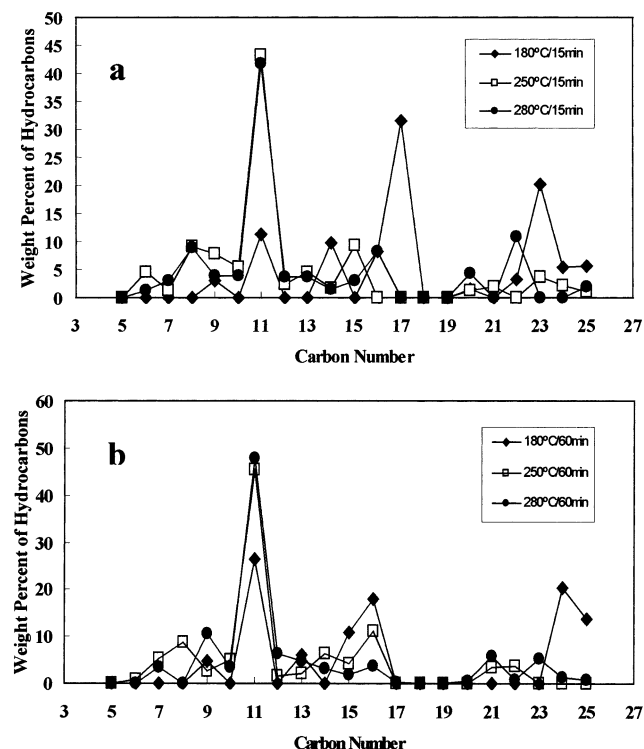 a
Weight Percent of Hydrocarbons
50
45
40
35
30
25
20
15
10
5
0
180°C/15min
250°C/15min
280°C/15min
3 5 7 9 11 13 15 17 19 21 23 25 27
Carbon Number
b
Weight Percent of Hydrocarbons
60
50
40
30
20
10
0
180°C/60min
250°C/60min
280°C/60min
3 5 7 9 11 13 15 17 19 21 23 25 27
Carbon Number